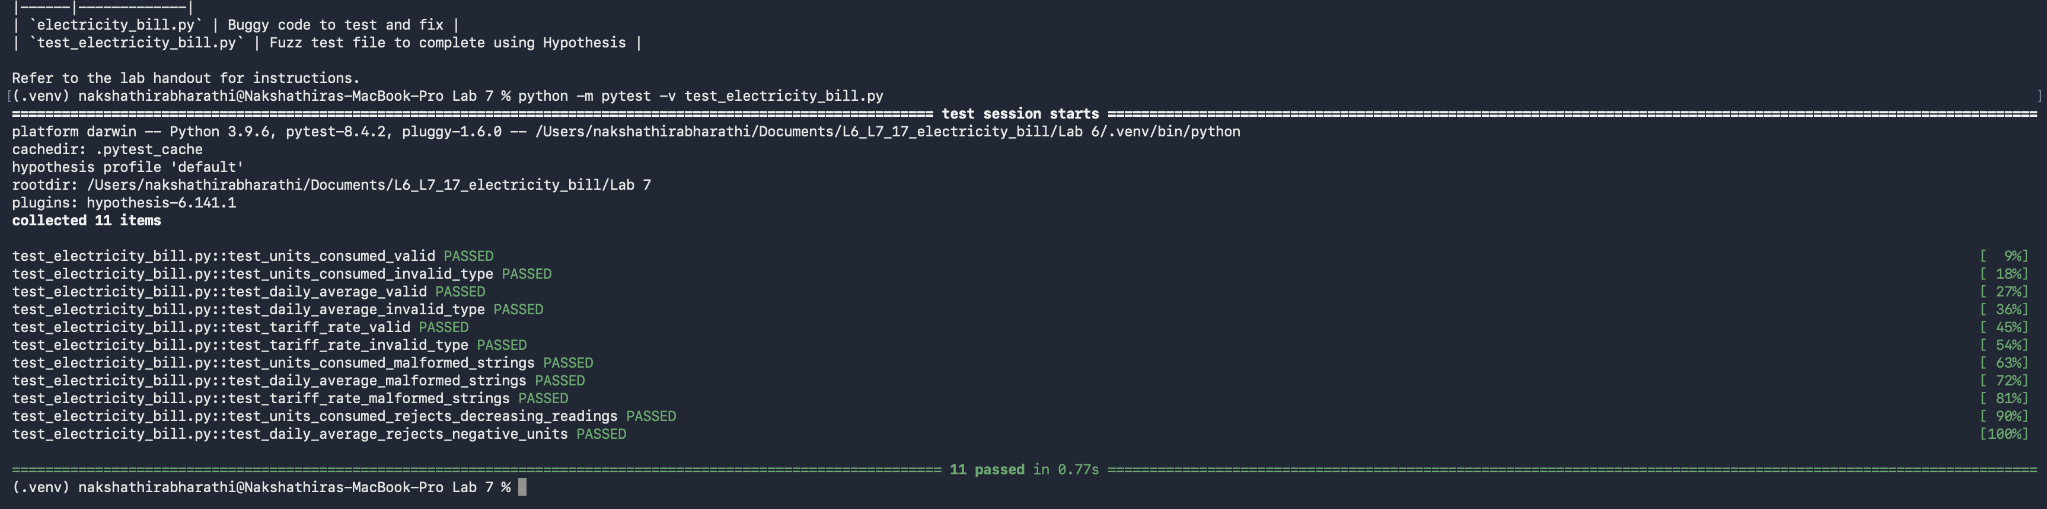 |------|-------------|
| `electricity_bill.py` | Buggy code to test and fix |
| `test_electricity_bill.py` | Fuzz test file to complete using Hypothesis |
Refer to the lab handout for instructions.
[(.venv) nakshathirabharathi@Nakshathiras-MacBook-Pro Lab 7 % python -m pytest -v test_electricity_bill.py ]
============================= test session starts =============================
platform darwin -- Python 3.9.6, pytest-8.4.2, pluggy-1.6.0 -- /Users/nakshathirabharathi/Documents/L6_L7_17_electricity_bill/Lab 6/.venv/bin/python
cachedir: .pytest_cache
hypothesis profile 'default'
rootdir: /Users/nakshathirabharathi/Documents/L6_L7_17_electricity_bill/Lab 7
plugins: hypothesis-6.141.1
collected 11 items
test_electricity_bill.py::test_units_consumed_valid PASSED [  9%]
test_electricity_bill.py::test_units_consumed_invalid_type PASSED [ 18%]
test_electricity_bill.py::test_daily_average_valid PASSED [ 27%]
test_electricity_bill.py::test_daily_average_invalid_type PASSED [ 36%]
test_electricity_bill.py::test_tariff_rate_valid PASSED [ 45%]
test_electricity_bill.py::test_tariff_rate_invalid_type PASSED [ 54%]
test_electricity_bill.py::test_units_consumed_malformed_strings PASSED [ 63%]
test_electricity_bill.py::test_daily_average_malformed_strings PASSED [ 72%]
test_electricity_bill.py::test_tariff_rate_malformed_strings PASSED [ 81%]
test_electricity_bill.py::test_units_consumed_rejects_decreasing_readings PASSED [ 90%]
test_electricity_bill.py::test_daily_average_rejects_negative_units PASSED [100%]
============================= 11 passed in 0.77s =============================
(.venv) nakshathirabharathi@Nakshathiras-MacBook-Pro Lab 7 %